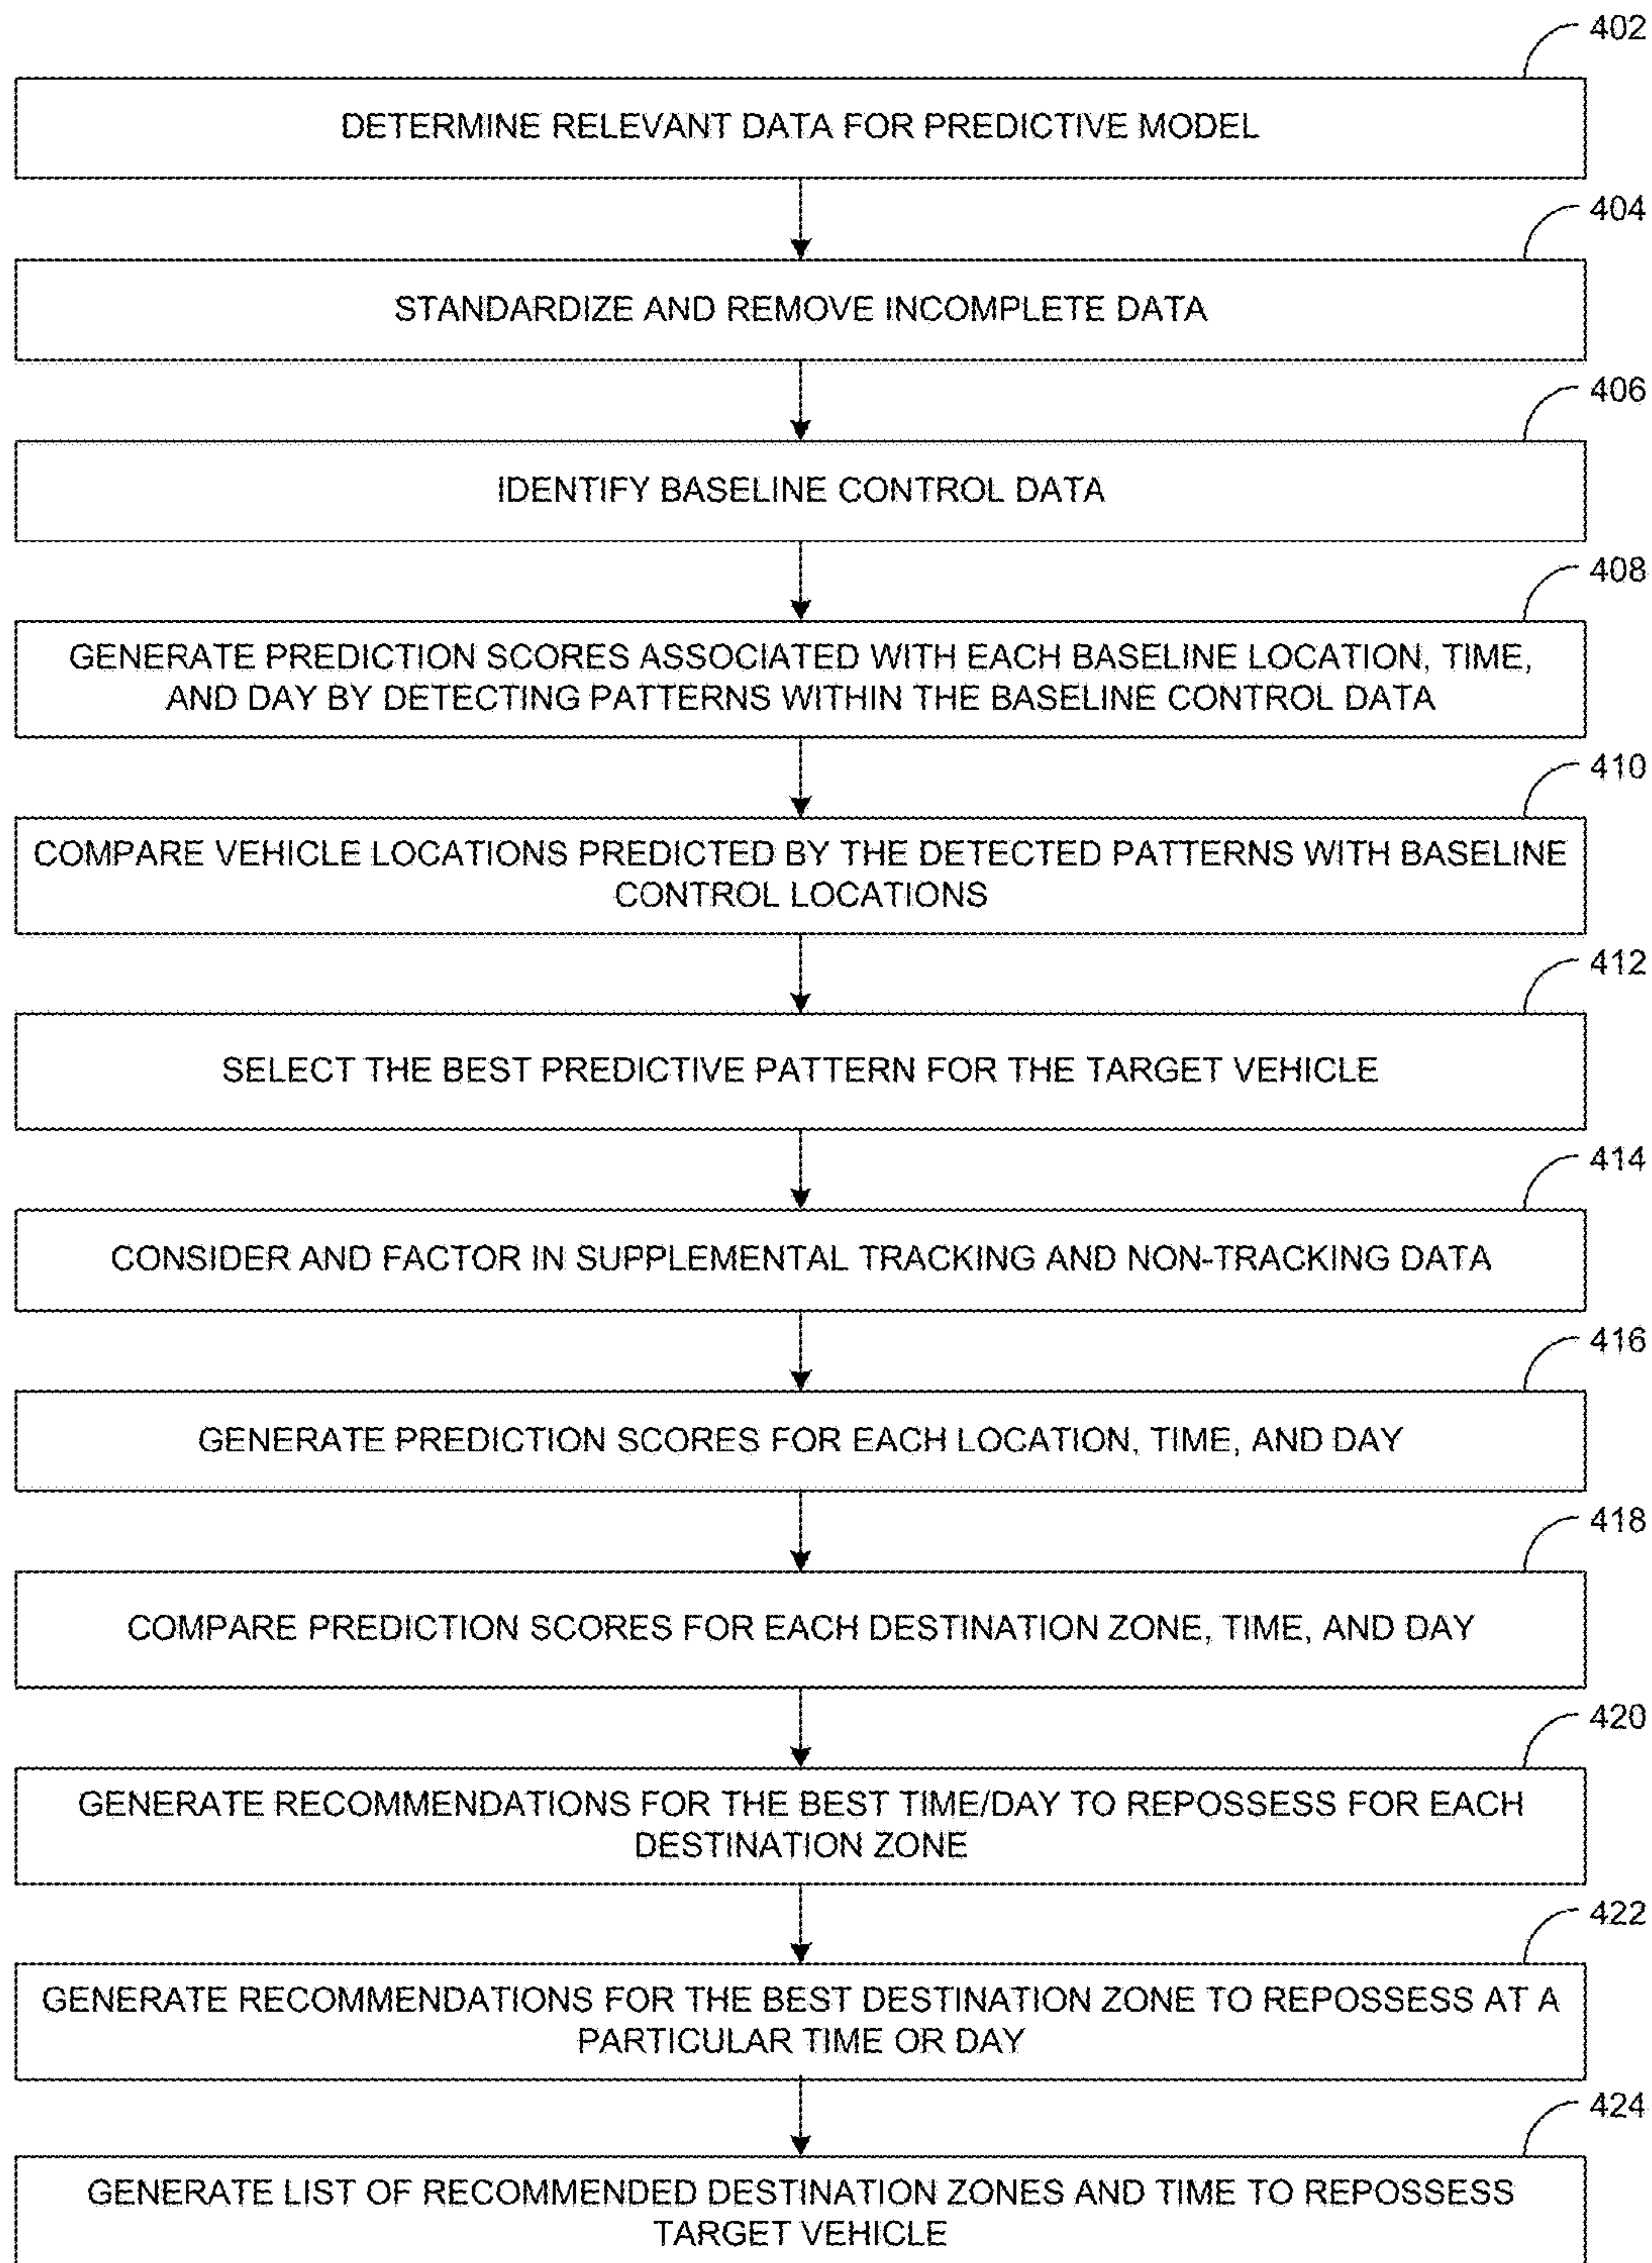 402
DETERMINE RELEVANT DATA FOR PREDICTIVE MODEL
404
STANDARDIZE AND REMOVE INCOMPLETE DATA
406
IDENTIFY BASELINE CONTROL DATA
408
GENERATE PREDICTION SCORES ASSOCIATED WITH EACH BASELINE LOCATION, TIME,
AND DAY BY DETECTING PATTERNS WITHIN THE BASELINE CONTROL DATA
410
COMPARE VEHICLE LOCATIONS PREDICTED BY THE DETECTED PATTERNS WITH BASELINE
CONTROL LOCATIONS
412
SELECT THE BEST PREDICTIVE PATTERN FOR THE TARGET VEHICLE
414
CONSIDER AND FACTOR IN SUPPLEMENTAL TRACKING AND NON-TRACKING DATA
416
GENERATE PREDICTION SCORES FOR EACH LOCATION, TIME, AND DAY
418
COMPARE PREDICTION SCORES FOR EACH DESTINATION ZONE, TIME, AND DAY
420
GENERATE RECOMMENDATIONS FOR THE BEST TIME/DAY TO REPOSSESS FOR EACH
DESTINATION ZONE
422
GENERATE RECOMMENDATIONS FOR THE BEST DESTINATION ZONE TO REPOSSESS AT A
PARTICULAR TIME OR DAY
424
GENERATE LIST OF RECOMMENDED DESTINATION ZONES AND TIME TO REPOSSESS
TARGET VEHICLE